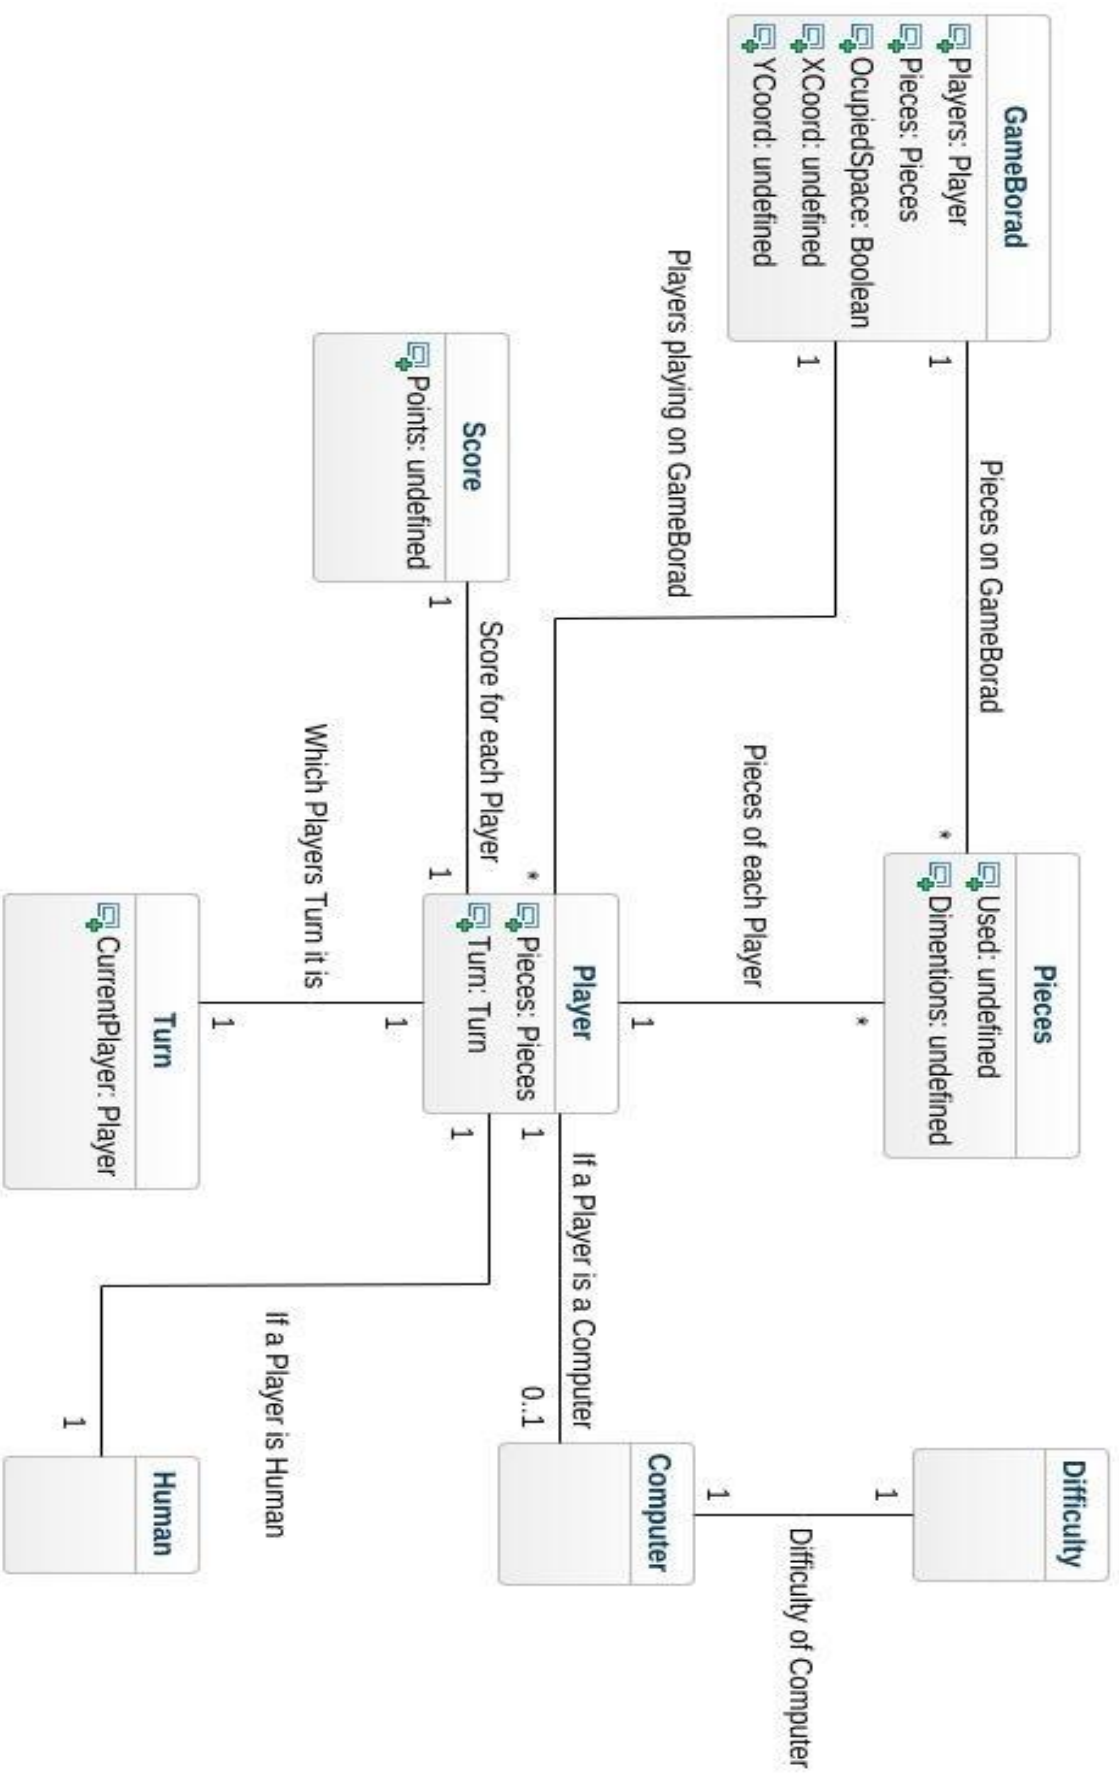 GameBorad
Players: Player
Pieces: Pieces
OcupiedSpace: Boolean
XCoord: undefined
YCoord: undefined
1
Pieces on GameBorad
*
1
Players playing on GameBorad
*
Pieces
Used: undefined
Dimentions: undefined
*
Pieces of each Player
1
Difficulty
1
Difficulty of Computer
1
Score
Points: undefined
1
Score for each Player
1
Player
Pieces: Pieces
Turn: Turn
1
If a Player is a Computer
0..1
Computer
1
Which Players Turn it is
1
Turn
CurrentPlayer: Player
1
If a Player is Human
1
Human